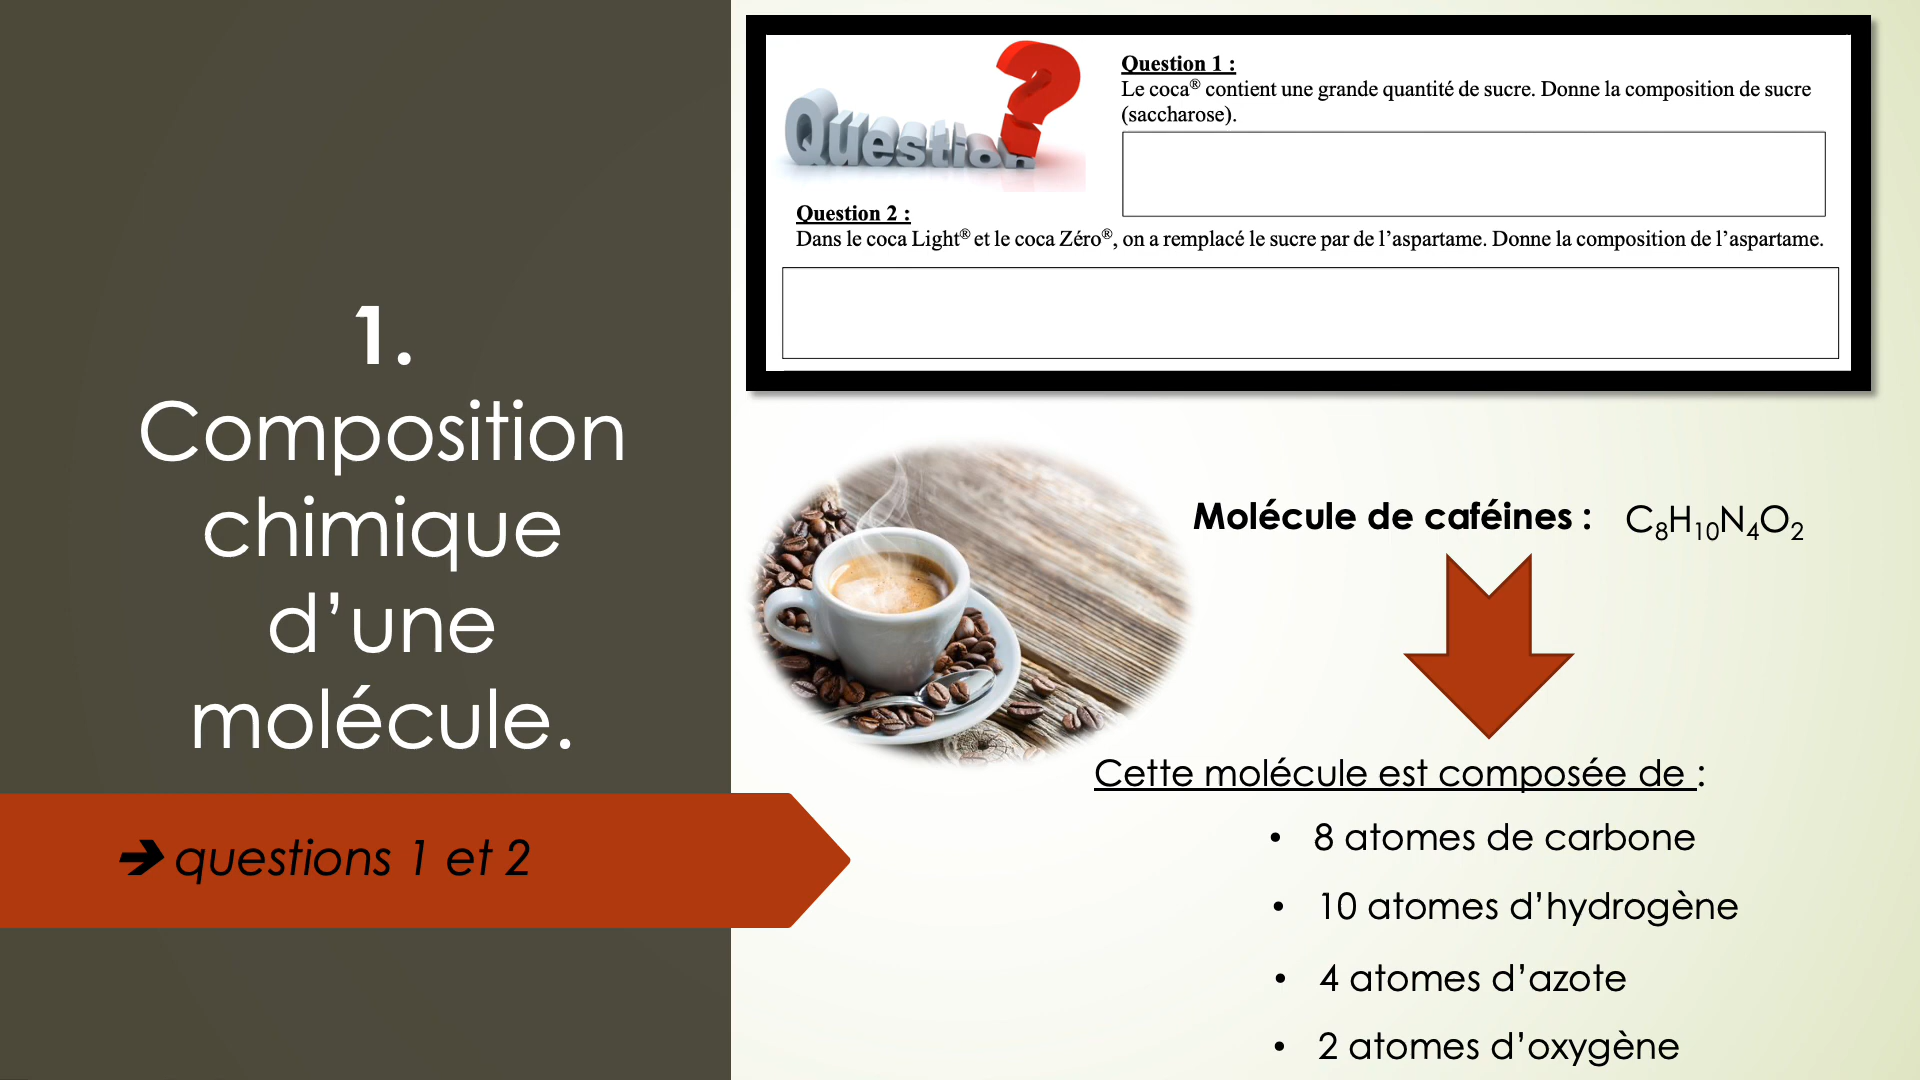 1.
Composition
chimique
d’une
molécule.
➔ questions 1 et 2
Question
?
Question 1 :
Le coca® contient une grande quantité de sucre. Donne la composition de sucre
(saccharose).
Question 2 :
Dans le coca Light® et le coca Zéro®, on a remplacé le sucre par de l’aspartame. Donne la composition de l’aspartame.
Molécule de caféines : C₈H₁₀N₄O₂
Cette molécule est composée de :
• 8 atomes de carbone
• 10 atomes d’hydrogène
• 4 atomes d’azote
• 2 atomes d’oxygène